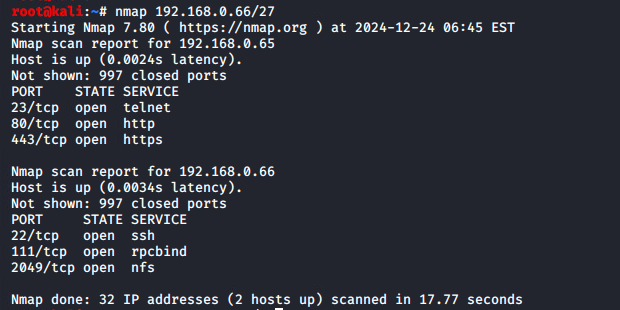 root@kali:~# nmap 192.168.0.66/27
Starting Nmap 7.80 ( https://nmap.org ) at 2024-12-24 06:45 EST
Nmap scan report for 192.168.0.65
Host is up (0.0024s latency).
Not shown: 997 closed ports
PORT    STATE SERVICE
23/tcp  open  telnet
80/tcp  open  http
443/tcp open  https

Nmap scan report for 192.168.0.66
Host is up (0.0034s latency).
Not shown: 997 closed ports
PORT     STATE SERVICE
22/tcp   open  ssh
111/tcp  open  rpcbind
2049/tcp open  nfs

Nmap done: 32 IP addresses (2 hosts up) scanned in 17.77 seconds